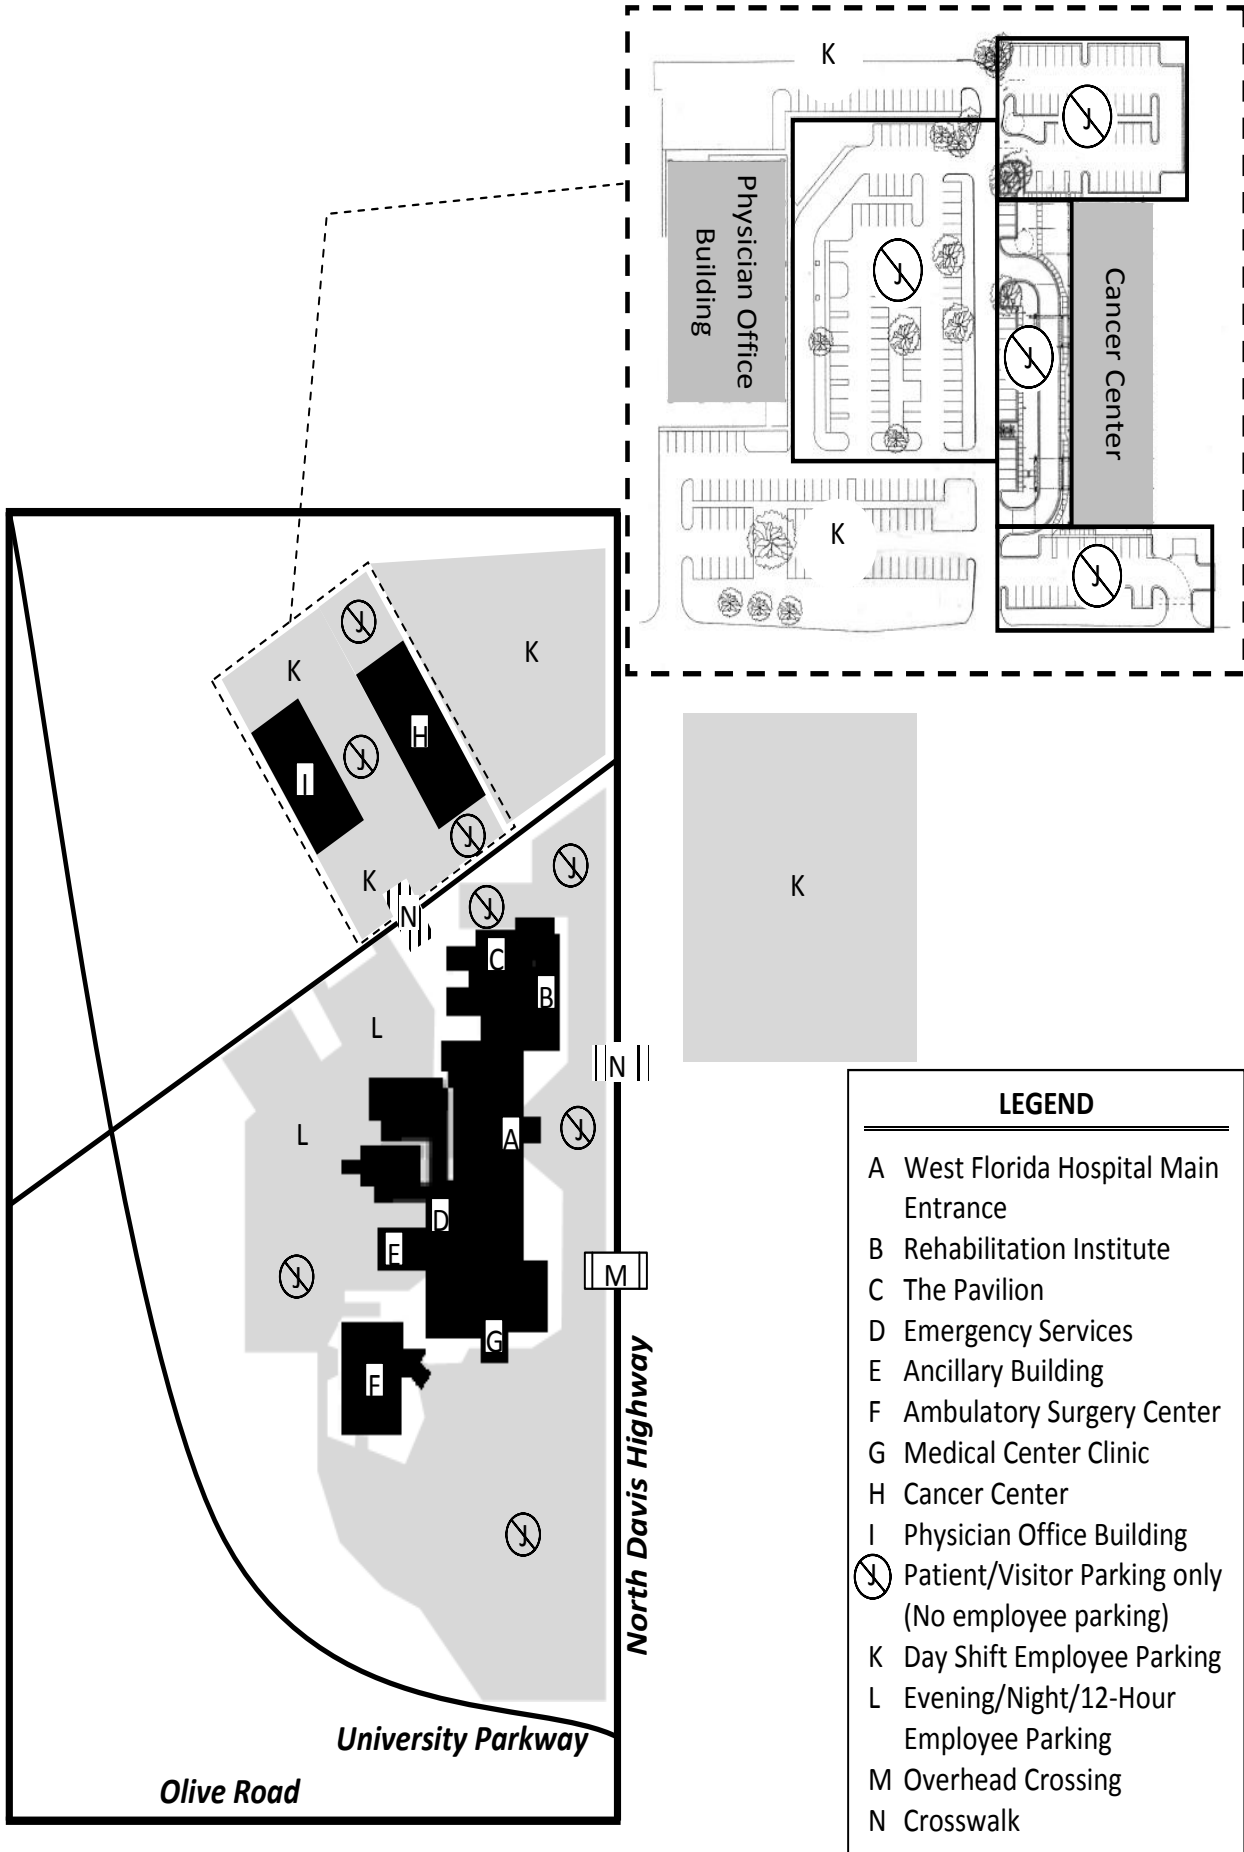 K
J
Physician Office
Building
J
J
Cancer Center
K
J
J
K
K
H
J
I
J
J
K
K
J
N
C
B
L
N
L
A
J
D
E
J
M
G
F
J
North Davis Highway
University Parkway
Olive Road
LEGEND
A West Florida Hospital Main
Entrance
B Rehabilitation Institute
C The Pavilion
D Emergency Services
E Ancillary Building
F Ambulatory Surgery Center
G Medical Center Clinic
H Cancer Center
I Physician Office Building
J Patient/Visitor Parking only
(No employee parking)
K Day Shift Employee Parking
L Evening/Night/12-Hour
Employee Parking
M Overhead Crossing
N Crosswalk